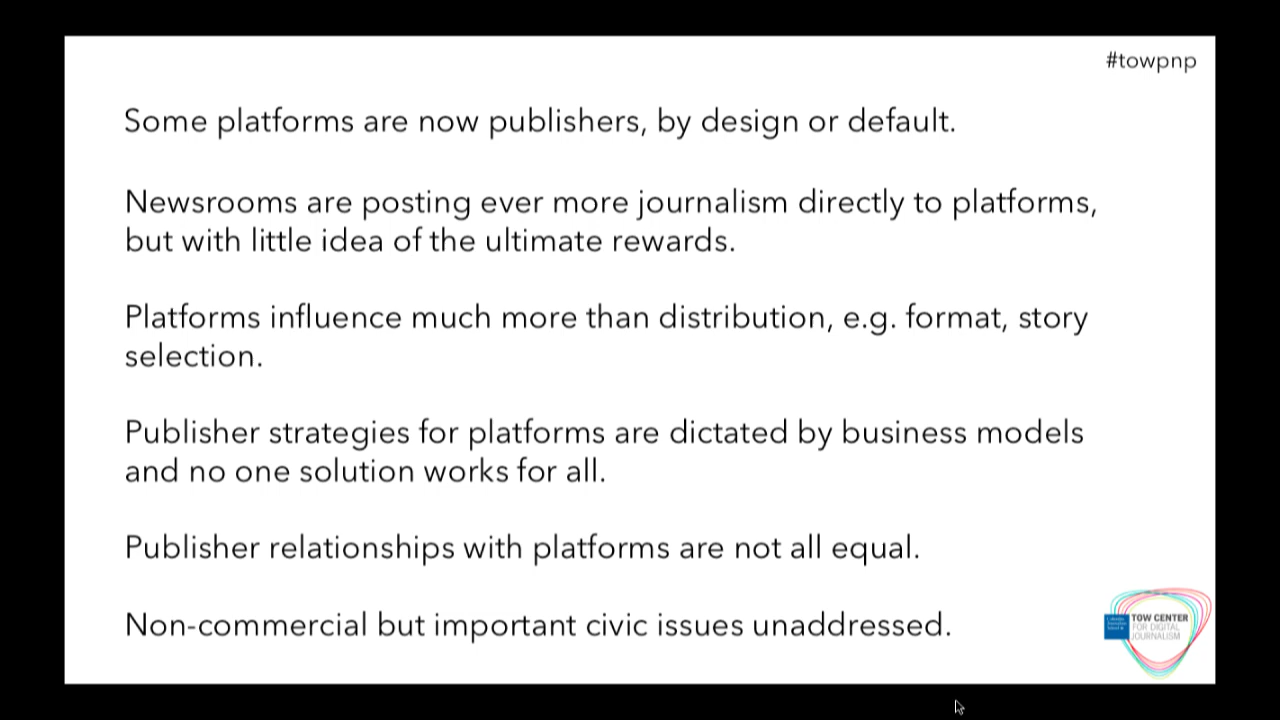 #towpnp
Some platforms are now publishers, by design or default.
Newsrooms are posting ever more journalism directly to platforms,
but with little idea of the ultimate rewards.
Platforms influence much more than distribution, e.g. format, story
selection.
Publisher strategies for platforms are dictated by business models
and no one solution works for all.
Publisher relationships with platforms are not all equal.
Non-commercial but important civic issues unaddressed.
TOW CENTER
FOR DIGITAL
JOURNALISM